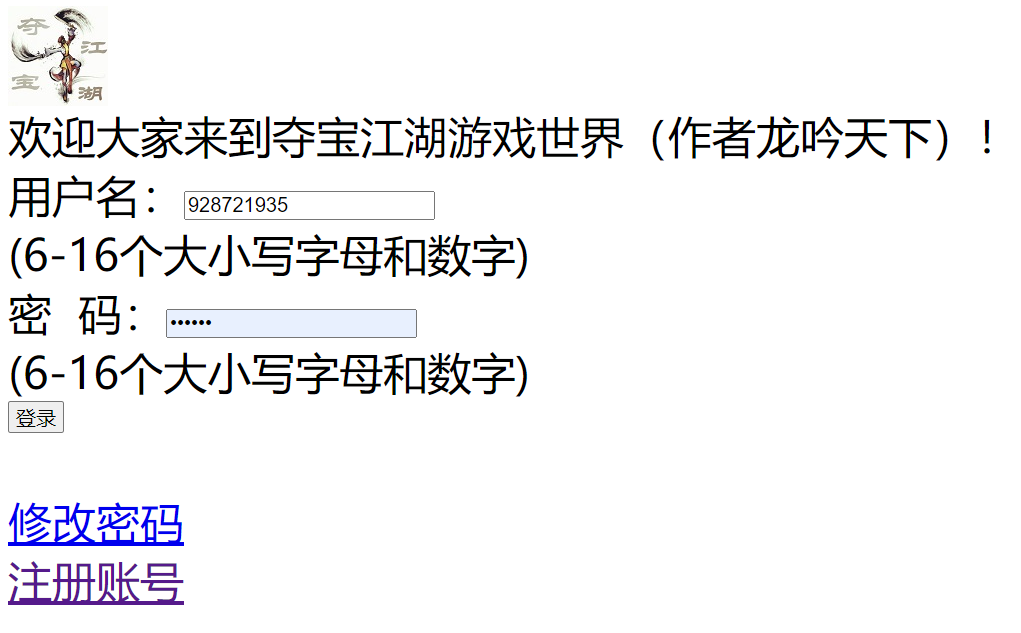 夺
江
宝
湖
欢迎大家来到夺宝江湖游戏世界（作者龙吟天下）！
用户名：928721935
(6-16个大小写字母和数字)
密 码：••••••
(6-16个大小写字母和数字)
登录
修改密码
注册账号